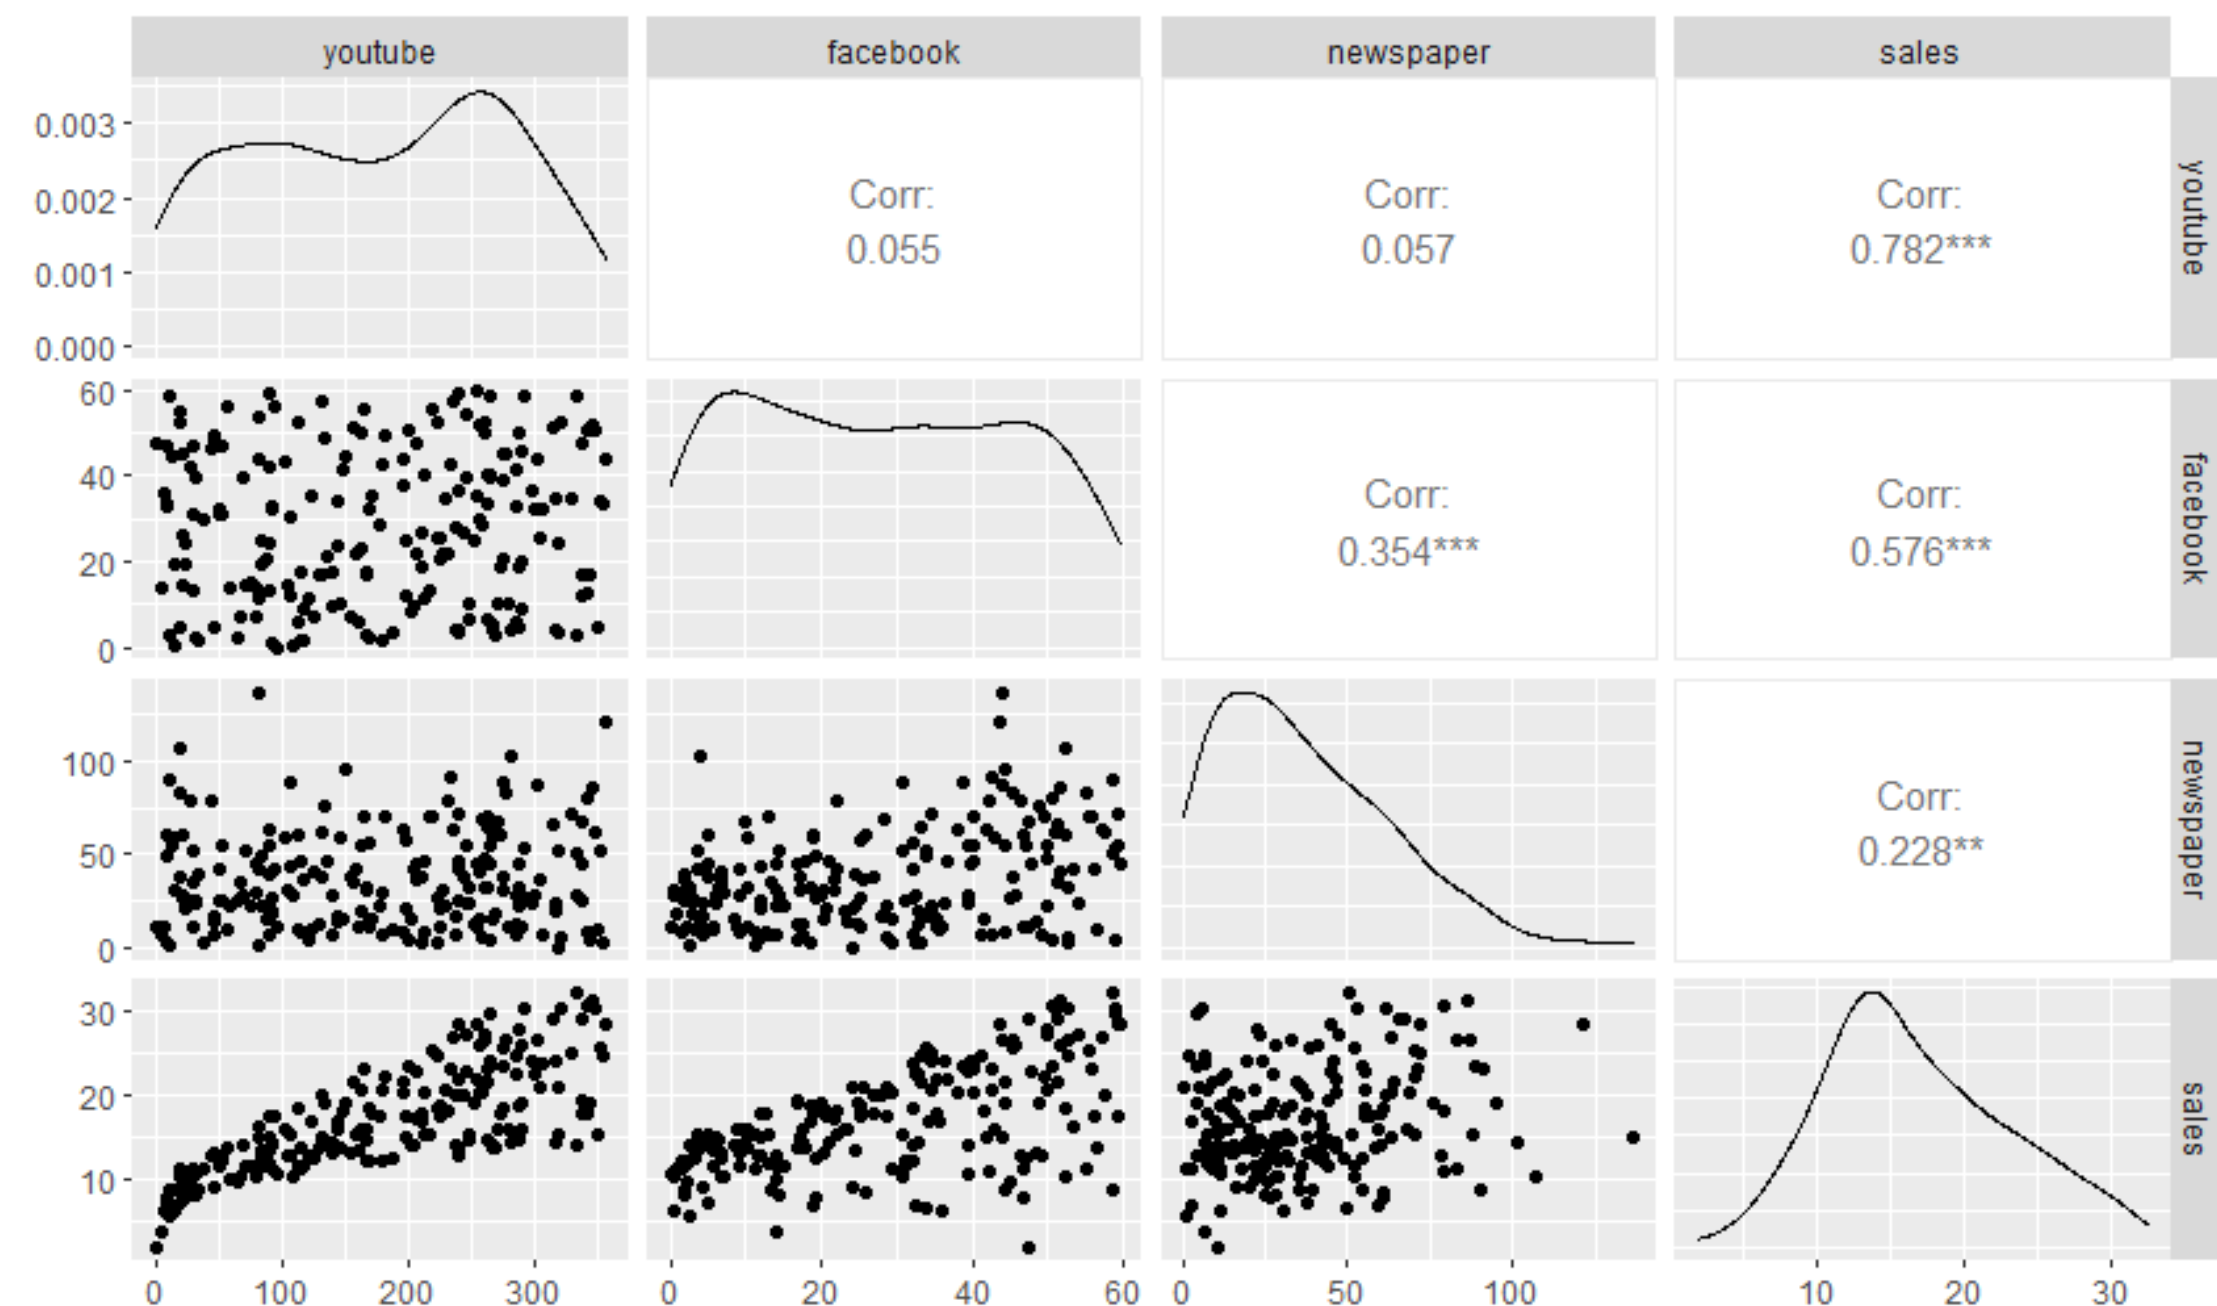 youtube facebook newspaper sales
0.003
0.002
0.001
0.000
Corr:
0.055
Corr:
0.057
Corr:
0.782***
youtube
60
40
20
0
Corr:
0.354***
Corr:
0.576***
facebook
100
50
0
Corr:
0.228**
newspaper
30
20
10
sales
0 100 200 300 0 20 40 60 0 50 100 10 20 30